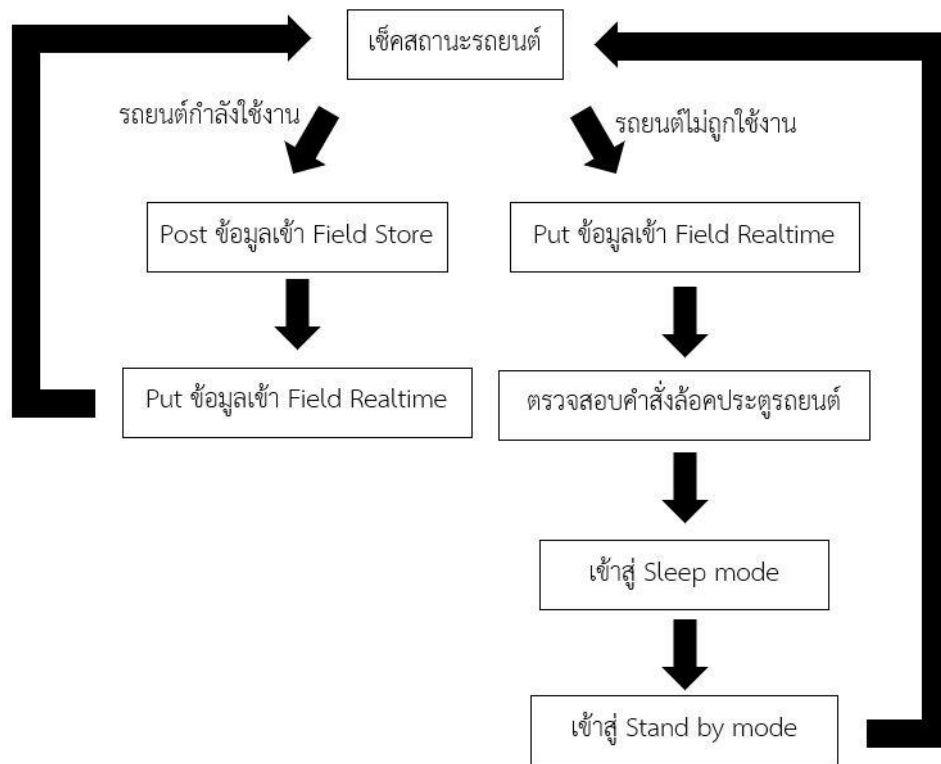 เช็คสถานะรถยนต์
รถยนต์กำลังใช้งาน
รถยนต์ไม่ถูกใช้งาน
Post ข้อมูลเข้า Field Store
Put ข้อมูลเข้า Field Realtime
Put ข้อมูลเข้า Field Realtime
ตรวจสอบคำสั่งล้อคประตูรถยนต์
เข้าสู่ Sleep mode
เข้าสู่ Stand by mode